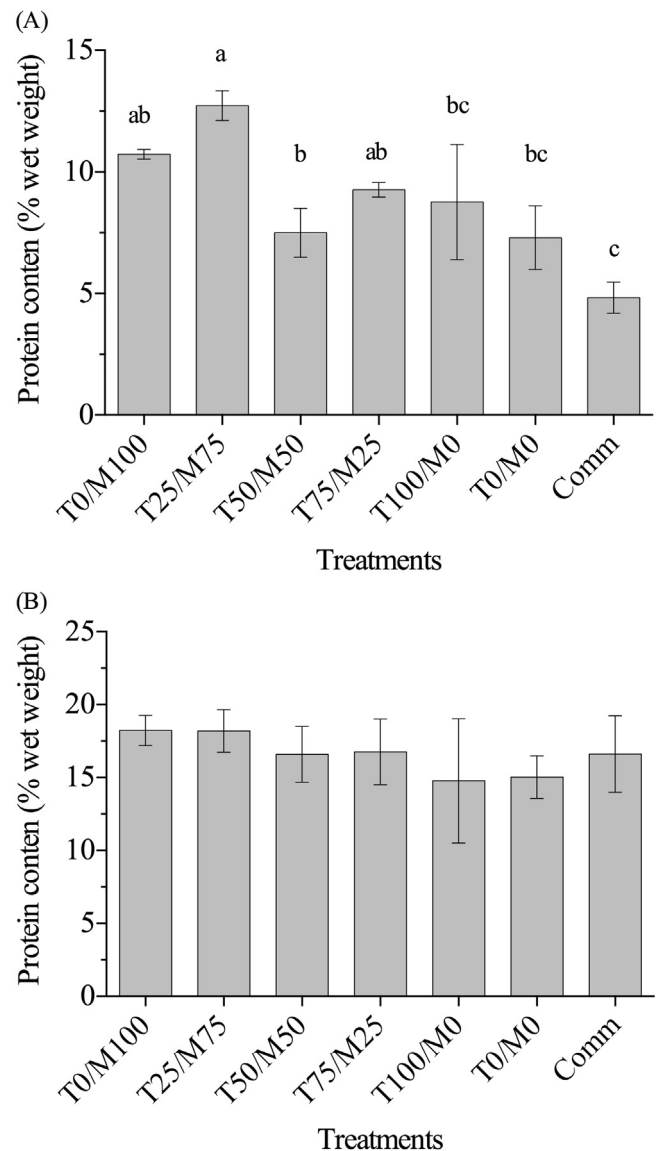 (A)
Protein conten (% wet weight)
15
10
5
0
ab
a
b
ab
bc
bc
c
T0/M100
T25/M75
T50/M50
T75/M25
T100/M0
T0/M0
Comm
Treatments
(B)
Protein conten (% wet weight)
25
20
15
10
5
0
T0/M100
T25/M75
T50/M50
T75/M25
T100/M0
T0/M0
Comm
Treatments